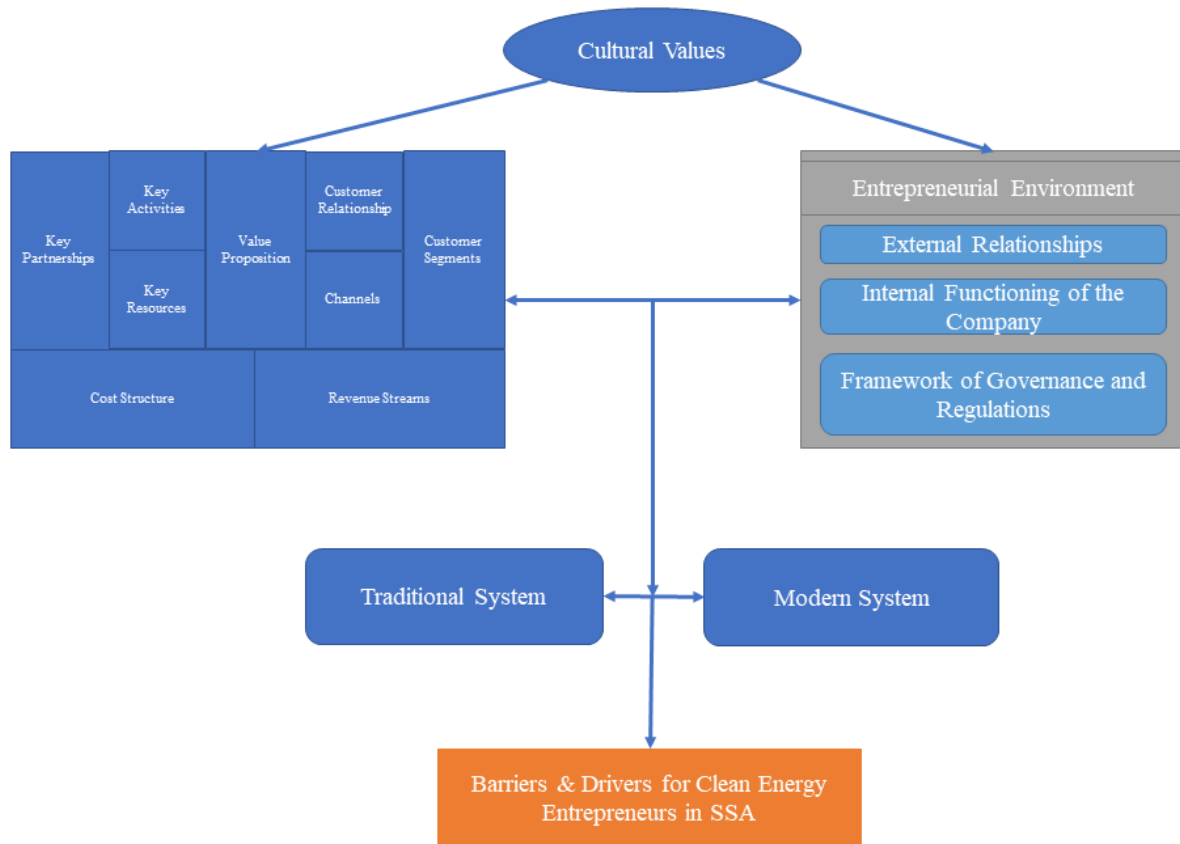 Cultural Values
Key
Partnerships
Key
Activities
Key
Resources
Value
Proposition
Customer
Relationship
Channels
Customer
Segments
Cost Structure
Revenue Streams
Entrepreneurial Environment
External Relationships
Internal Functioning of the
Company
Framework of Governance and
Regulations
Traditional System
Modern System
Barriers & Drivers for Clean Energy
Entrepreneurs in SSA